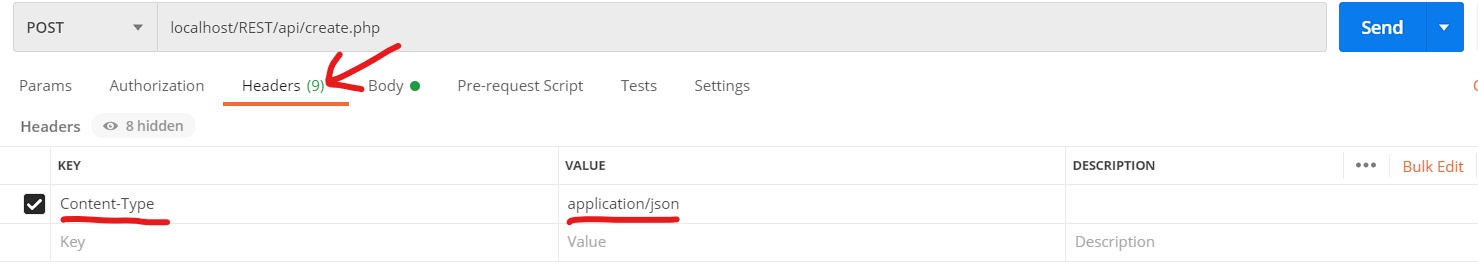 POST localhost/REST/api/create.php Send
Params Authorization Headers (9) Body Pre-request Script Tests Settings
Headers 8 hidden
KEY VALUE DESCRIPTION ••• Bulk Edit
Content-Type application/json
Key Value Description